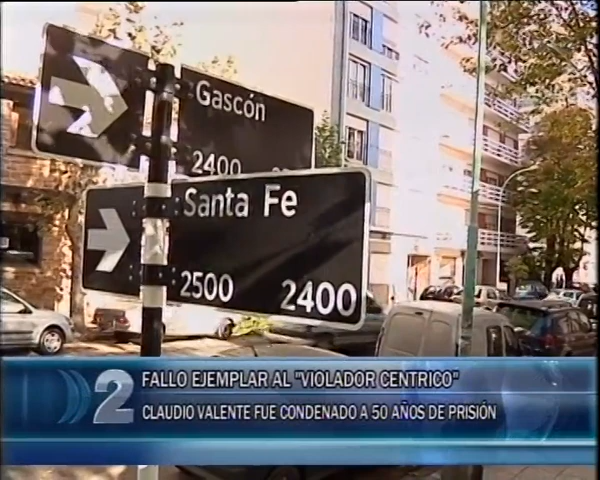 Gascón
2400
Santa Fe
2500 2400
2
FALLO EJEMPLAR AL "VIOLADOR CENTRICO"
CLAUDIO VALENTE FUE CONDENADO A 50 AÑOS DE PRISIÓN